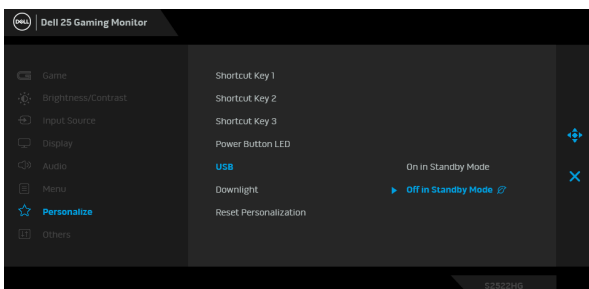 DELL Dell 25 Gaming Monitor
Game
Brightness/Contrast
Input Source
Display
Audio
Menu
Personalize
Others
Shortcut Key 1
Shortcut Key 2
Shortcut Key 3
Power Button LED
USB On in Standby Mode
Downlight Off in Standby Mode
Reset Personalization
S2522HG